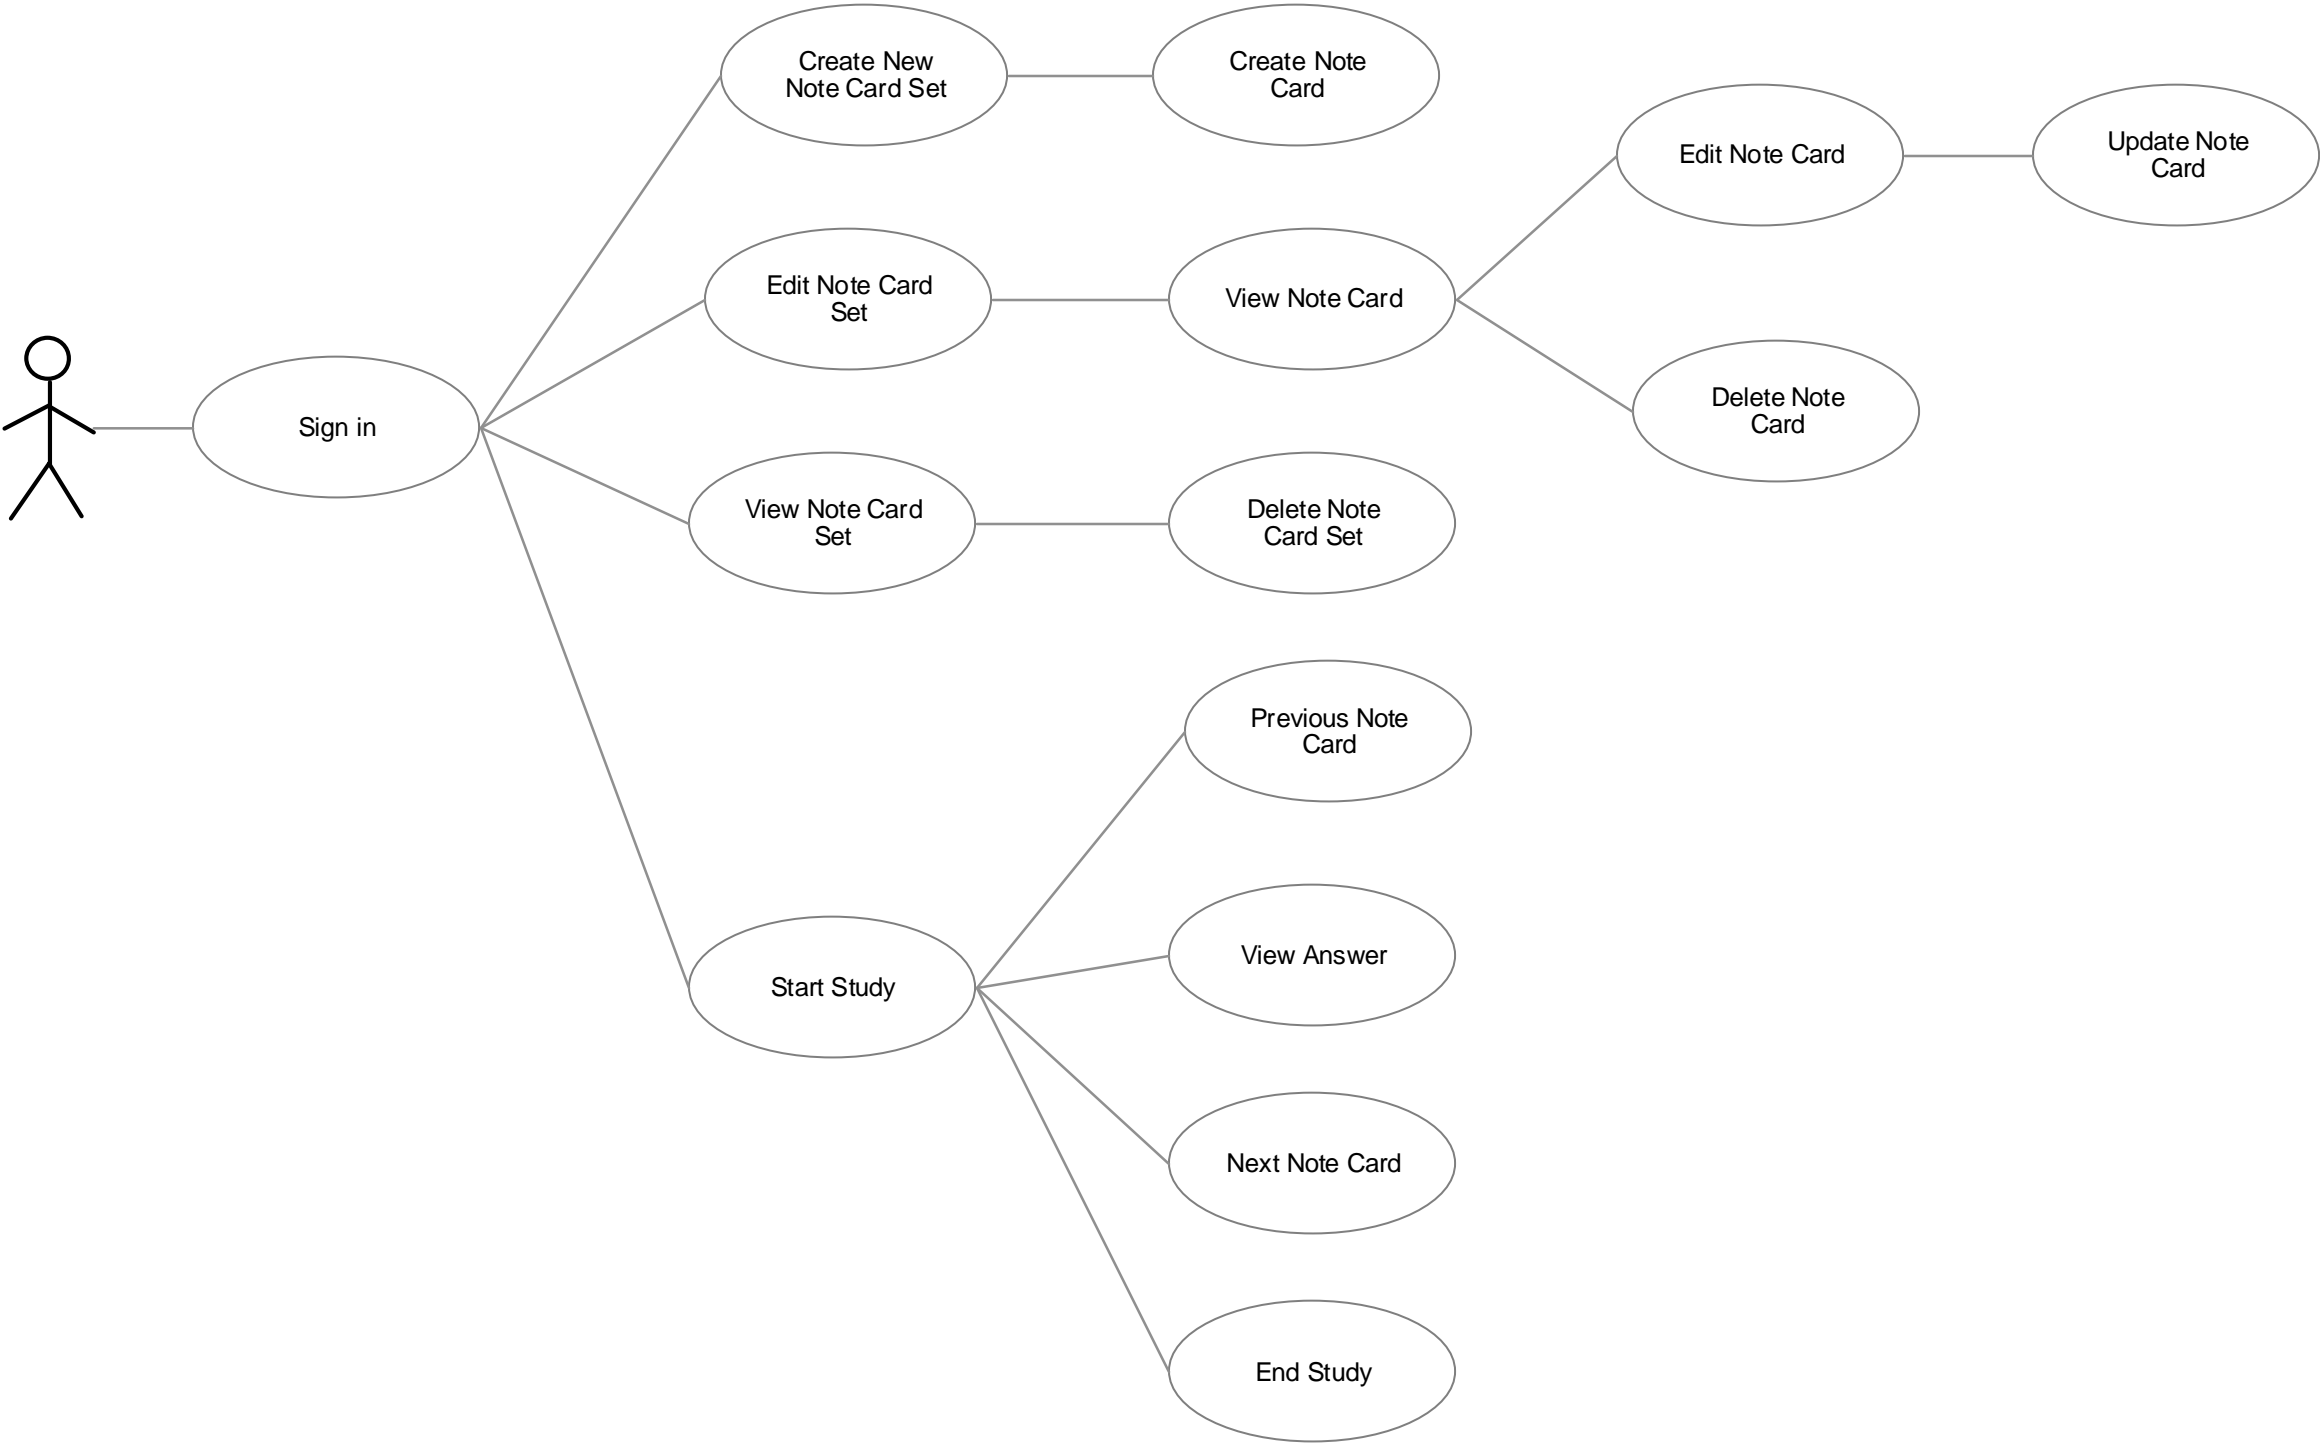 Create New
Note Card Set
Create Note
Card
Edit Note Card
Update Note
Card
Edit Note Card
Set
View Note Card
Delete Note
Card
Sign in
View Note Card
Set
Delete Note
Card Set
Previous Note
Card
View Answer
Start Study
Next Note Card
End Study